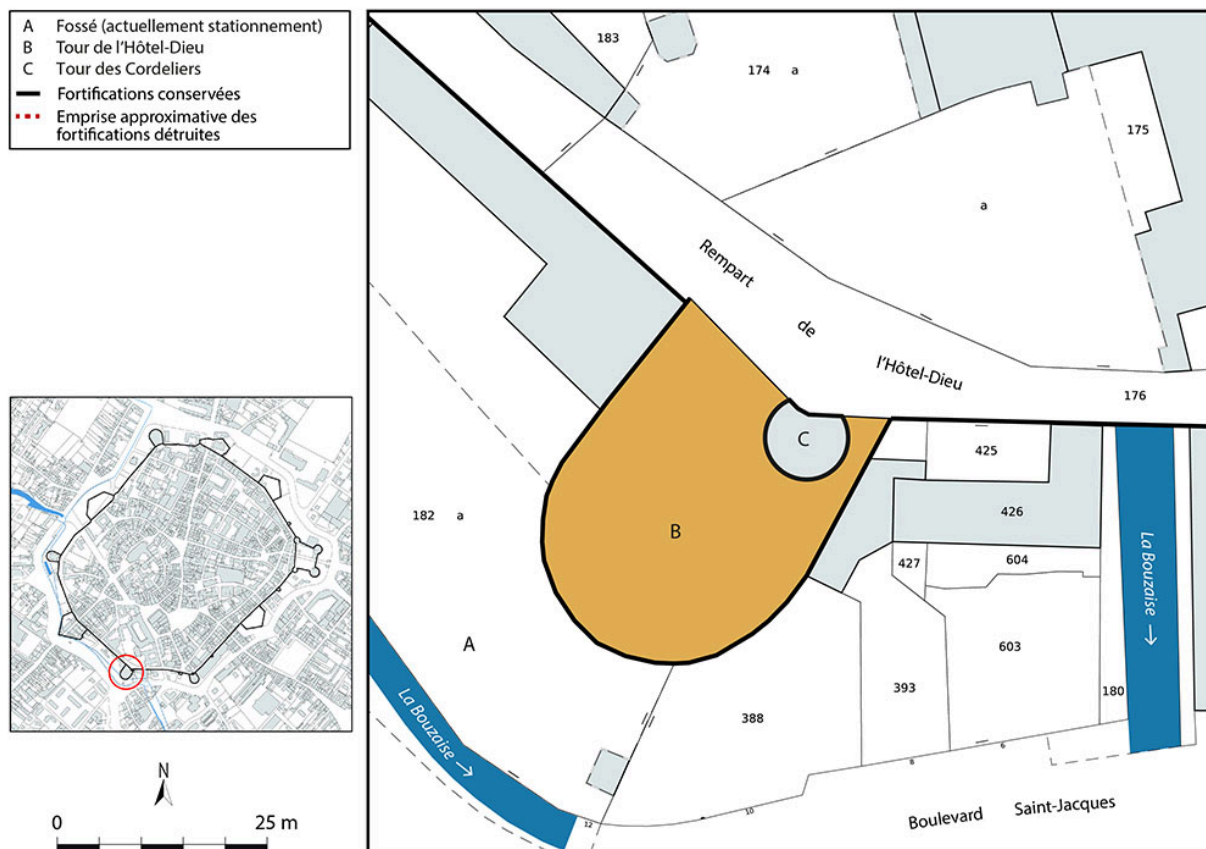 A Fossé (actuellement stationnement)
B Tour de l'Hôtel-Dieu
C Tour des Cordeliers
Fortifications conservées
Emprise approximative des
fortifications détruites
183
174 a
175
a
Rempart
de
l'Hôtel-Dieu
176
C
425
426
182 a
B
427
604
La Bouzaise →
A
603
393
180
388
La Bouzaise →
12
10
8
6
Boulevard Saint-Jacques
N
0 25 m